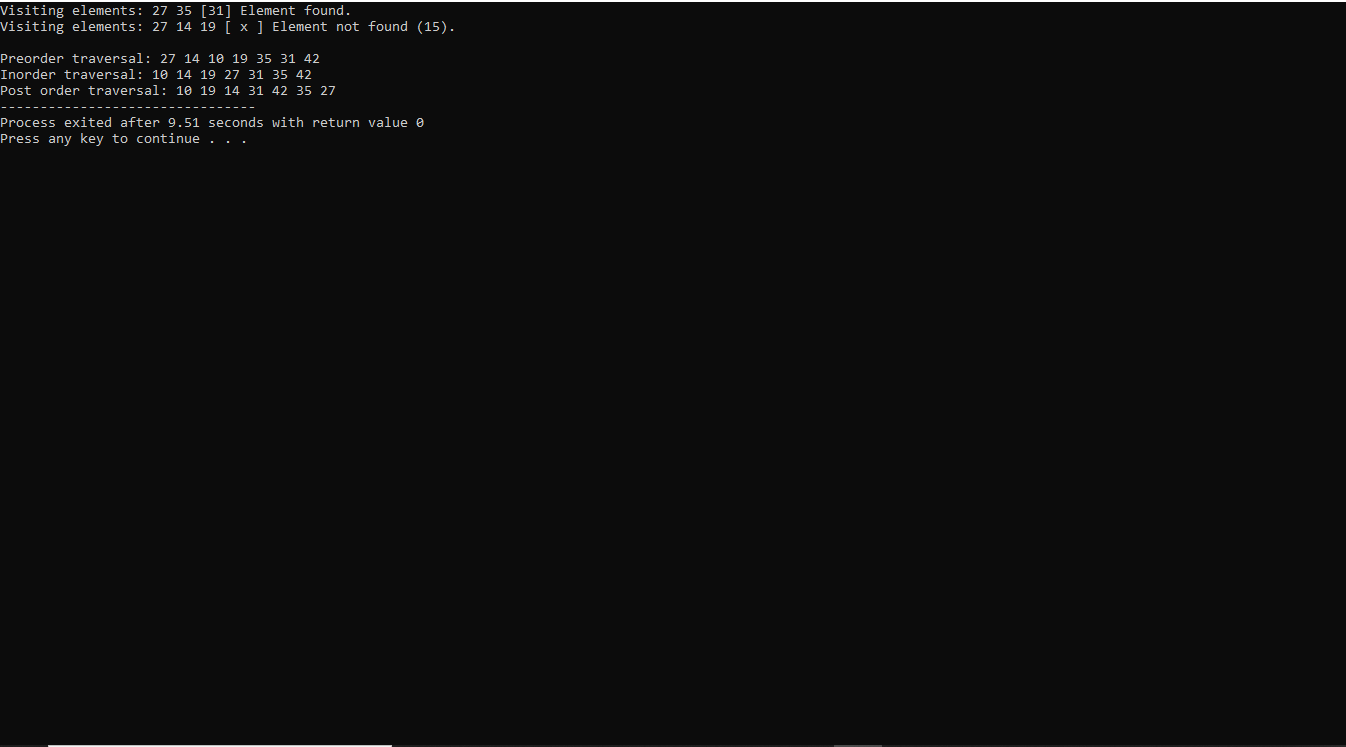 Visiting elements: 27 35 [31] Element found.
Visiting elements: 27 14 19 [ x ] Element not found (15).
Preorder traversal: 27 14 10 19 35 31 42
Inorder traversal: 10 14 19 27 31 35 42
Post order traversal: 10 19 14 31 42 35 27
--------------------------------
Process exited after 9.51 seconds with return value 0
Press any key to continue . . .